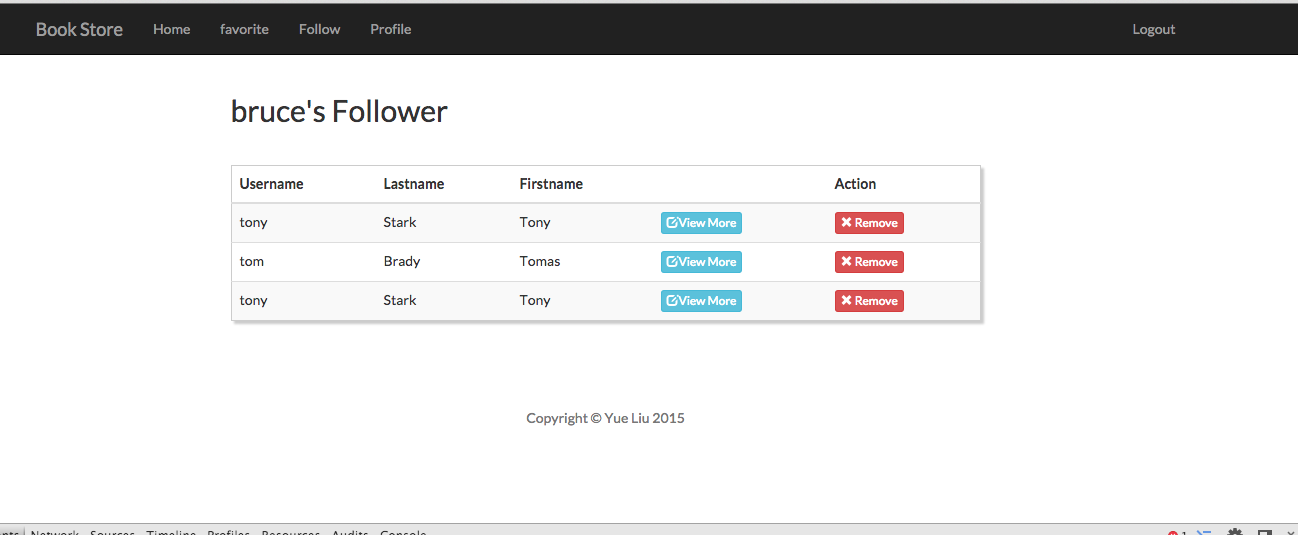 Book Store Home favorite Follow Profile Logout
bruce's Follower
Username Lastname Firstname Action
tony Stark Tony View More Remove
tom Brady Tomas View More Remove
tony Stark Tony View More Remove
Copyright © Yue Liu 2015
Network Sources Timeline Profiles Resources Audits Console 1